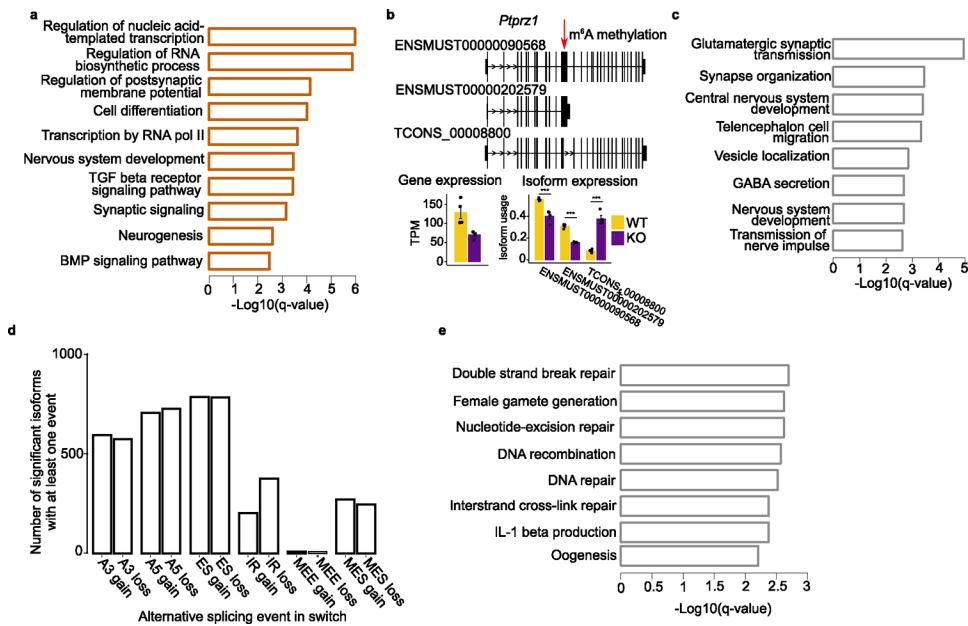 a
Regulation of nucleic acid-
templated transcription
Regulation of RNA
biosynthetic process
Regulation of postsynaptic
membrane potential
Cell differentiation
Transcription by RNA pol II
Nervous system development
TGF beta receptor
signaling pathway
Synaptic signaling
Neurogenesis
BMP signaling pathway
0 1 2 3 4 5 6
-Log10(q-value)
b
Ptprz1
m⁶A methylation
ENSMUST00000090568
ENSMUST00000202579
TCONS_00008800
Gene expression
TPM
150
100
50
0
Isoform expression
Isoform usage
0.4
0.2
0
***
***
***
WT
KO
TCONS_00008800
ENSMUST00000202579
ENSMUST00000090568
c
Glutamatergic synaptic
transmission
Synapse organization
Central nervous system
development
Telencephalon cell
migration
Vesicle localization
GABA secretion
Nervous system
development
Transmission of
nerve impulse
0 1 2 3 4 5
-Log10(q-value)
d
Number of significant isoforms
with at least one event
1000
500
0
A3 gain
A3 loss
A5 gain
A5 loss
ES gain
ES loss
IR gain
IR loss
MEE gain
MEE loss
MES gain
MES loss
Alternative splicing event in switch
e
Double strand break repair
Female gamete generation
Nucleotide-excision repair
DNA recombination
DNA repair
Interstrand cross-link repair
IL-1 beta production
Oogenesis
0 0.5 1 1.5 2 2.5 3
-Log10(q-value)